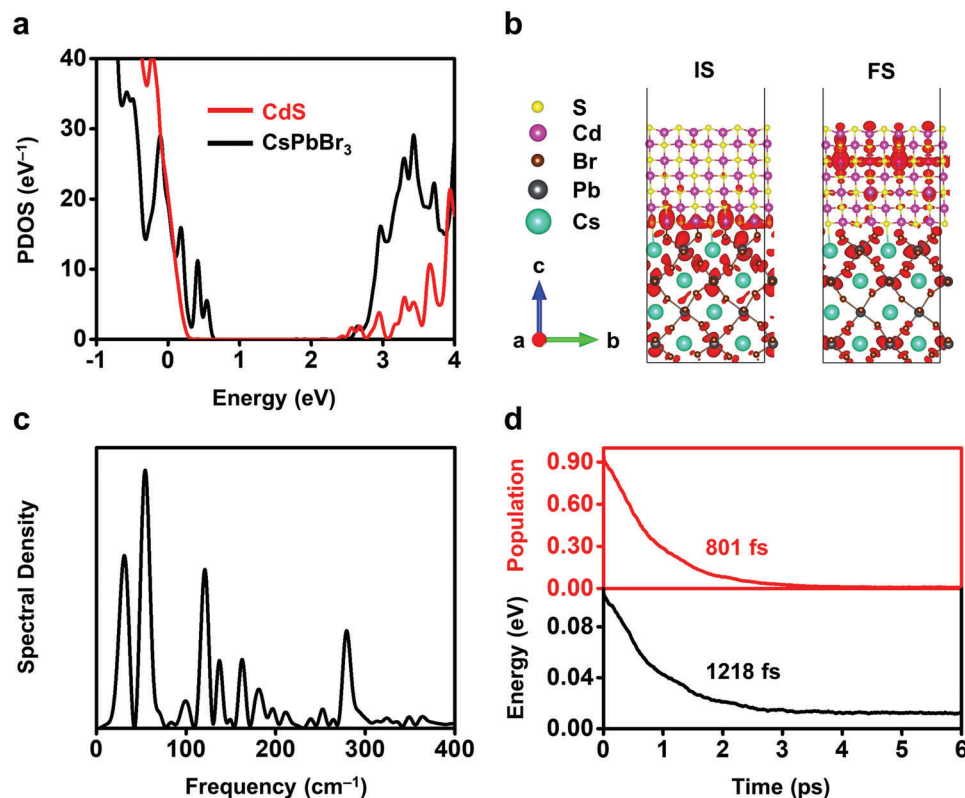 a
40
30
20
10
0
PDOS (eV⁻¹)
CdS
CsPbBr₃
-1 0 1 2 3 4
Energy (eV)
b
IS FS
S
Cd
Br
Pb
Cs
c
a b
c
Spectral Density
0 100 200 300 400
Frequency (cm⁻¹)
d
0.90
0.60
0.30
0.00
Population
801 fs
0.08
0.04
0.00
Energy (eV)
1218 fs
0 1 2 3 4 5 6
Time (ps)